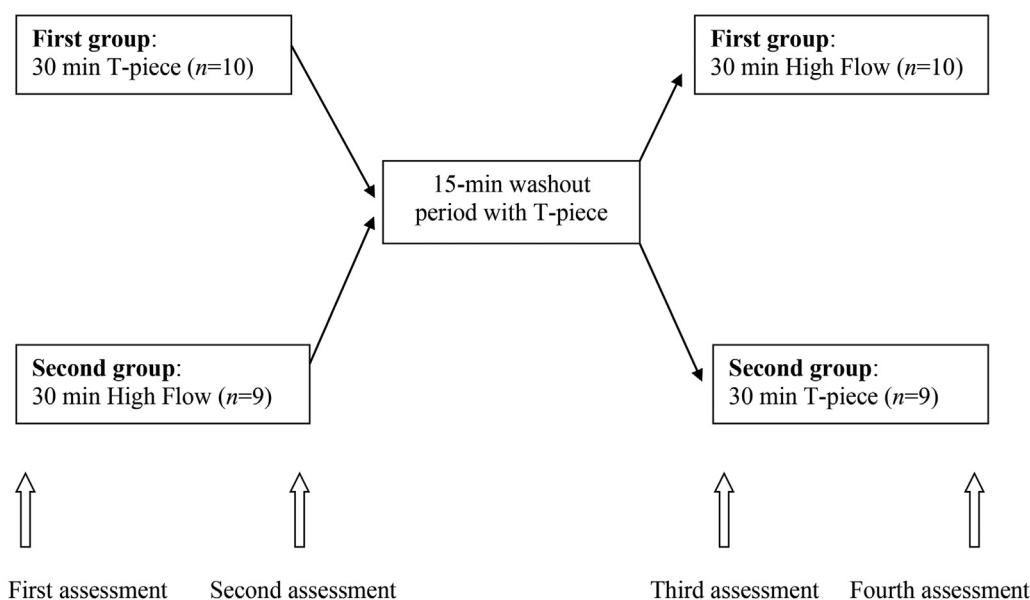 First group:
30 min T-piece (n=10)
First group:
30 min High Flow (n=10)
15-min washout
period with T-piece
Second group:
30 min High Flow (n=9)
Second group:
30 min T-piece (n=9)
First assessment
Second assessment
Third assessment
Fourth assessment